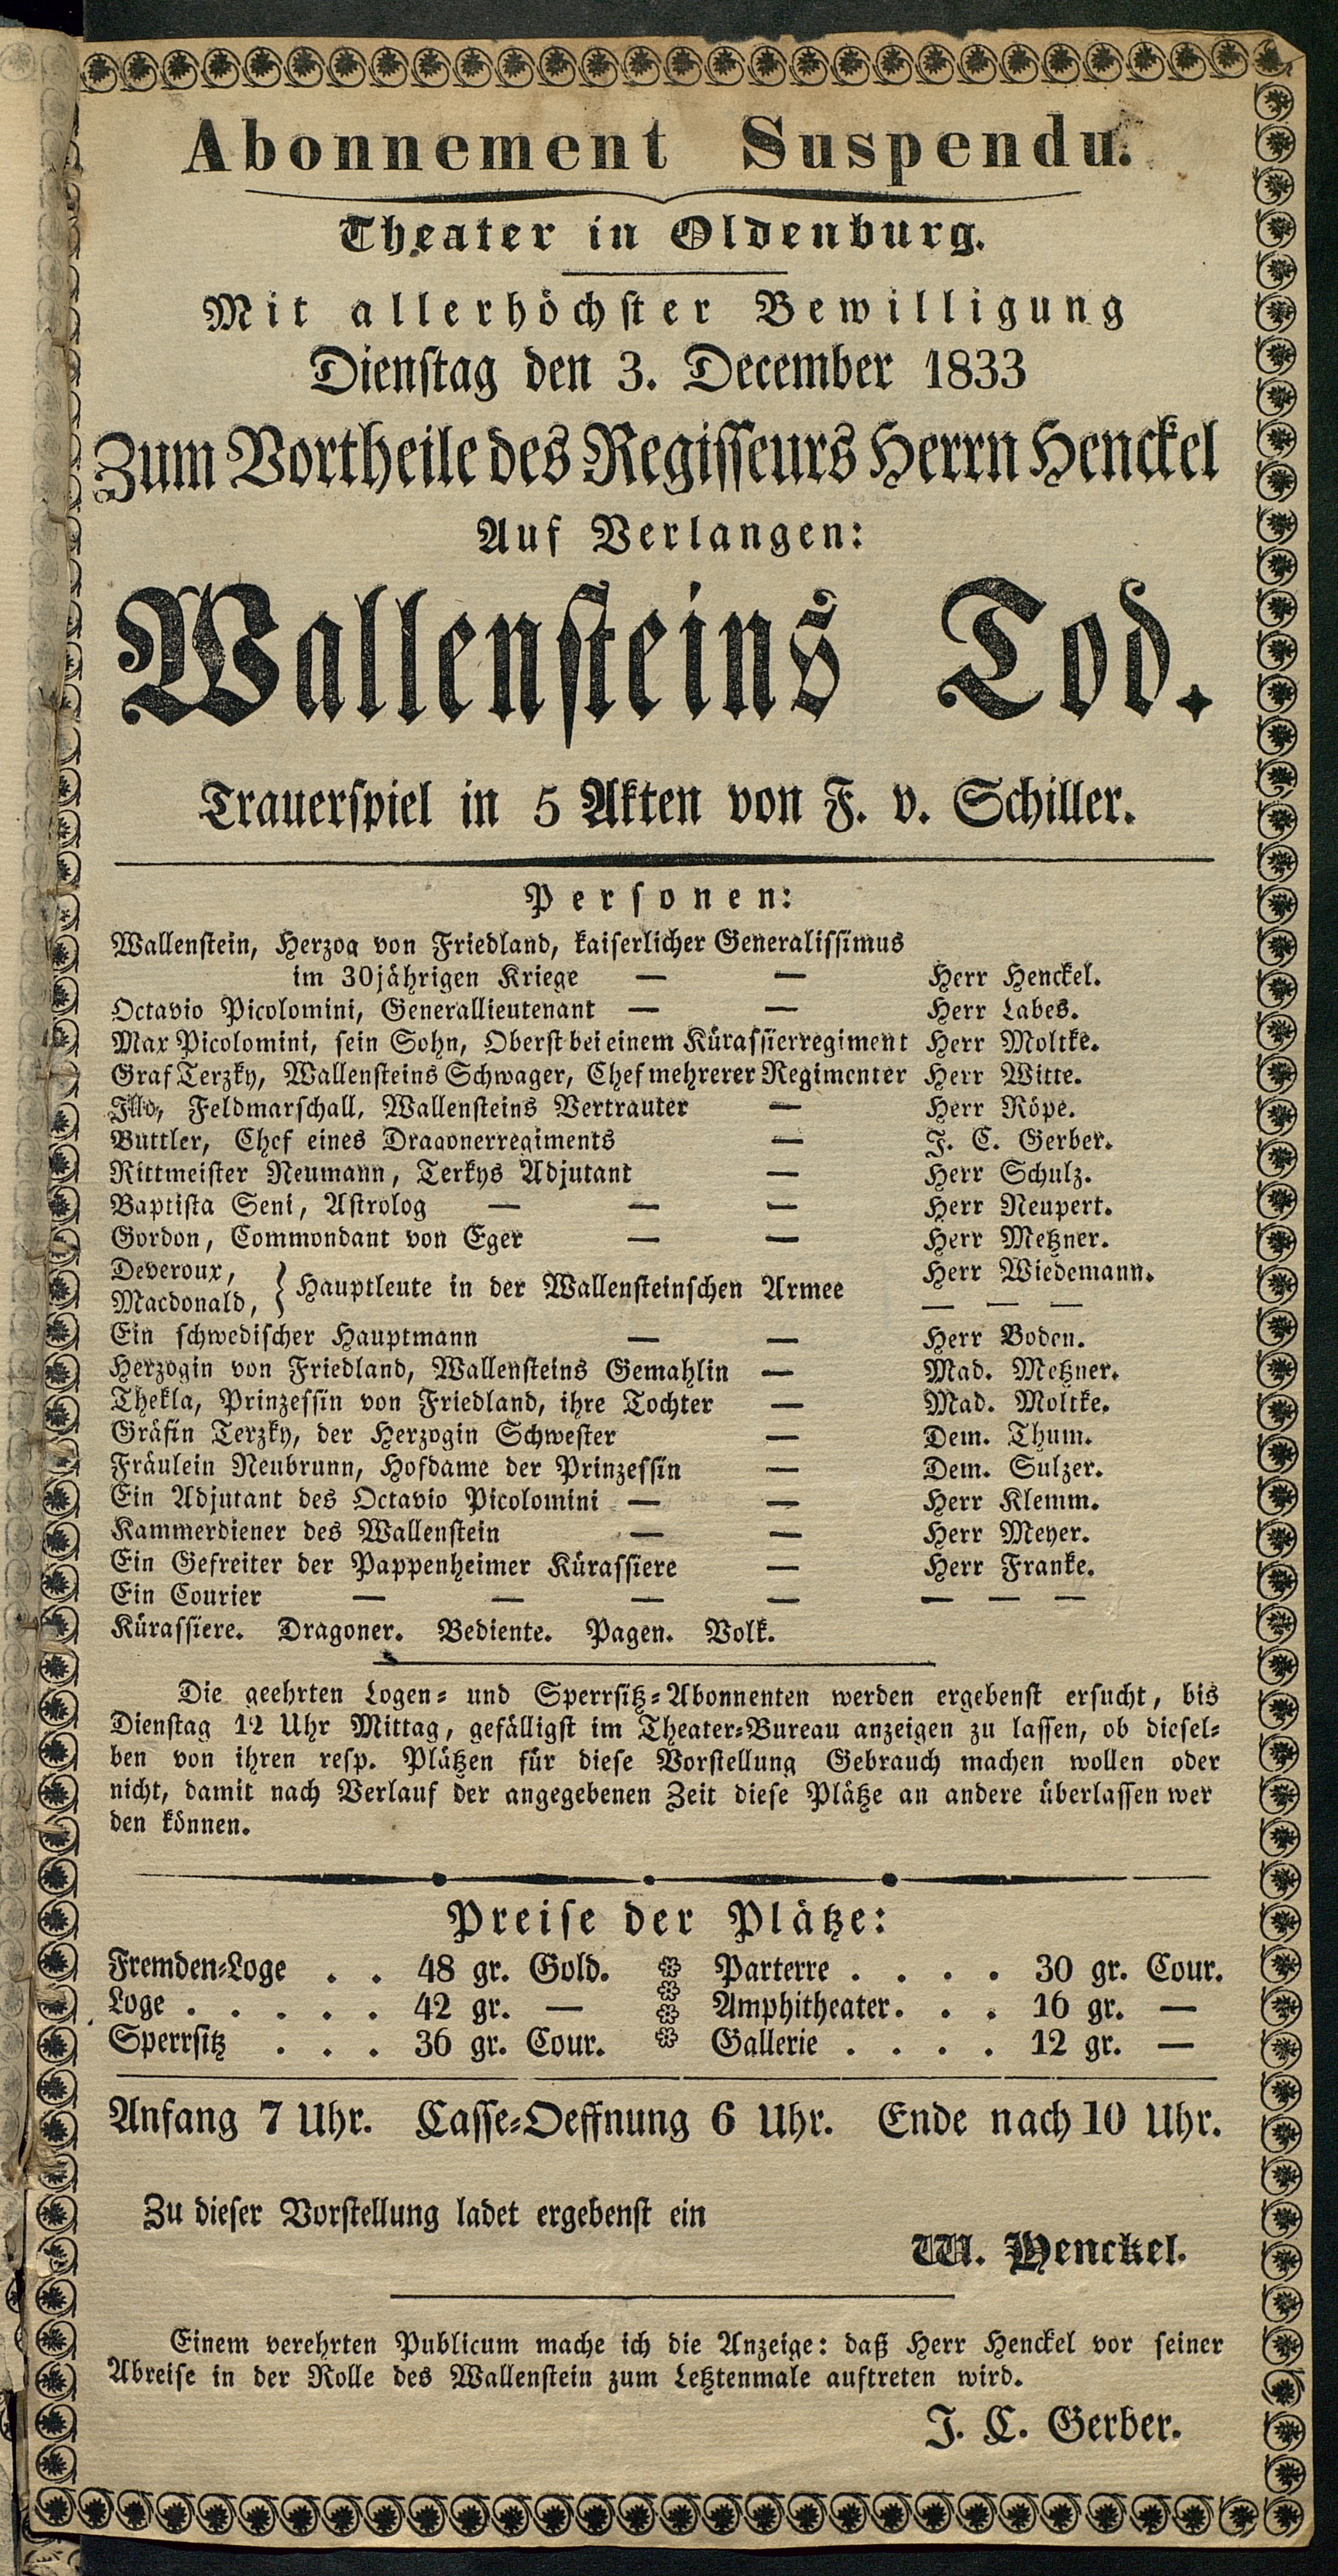 Abonnement Suspendu.
Theater in Oldenburg.
Mit allerhöchster Bewilligung
Dienstag den 3. December 1833
Zum Vortheile des Regisseurs Herrn Henckel
Auf Verlangen:
Wallensteins Tod.
Trauerspiel in 5 Akten von F. v. Schiller.
Personen:
Wallenstein, Herzog von Friedland, kaiserlicher Generalissimus
im 30jährigen Kriege — — Herr Henckel.
Octavio Picolomini, Generallieutenant — — Herr Labes.
Max Picolomini, sein Sohn, Oberst bei einem Kürassierregiment Herr Moltke.
Graf Terzky, Wallensteins Schwager, Chef mehrerer Regimenter Herr Witte.
Illo, Feldmarschall, Wallensteins Vertrauter — Herr Röpe.
Buttler, Chef eines Dragonerregiments — J. C. Gerber.
Rittmeister Neumann, Terkys Adjutant — Herr Schulz.
Baptista Seni, Astrolog — — — Herr Neupert.
Gordon, Commondant von Eger — — Herr Metzner.
Deveroux, Herr Wiedemann.
Macdonald, } Hauptleute in der Wallensteinschen Armee — — —
Ein schwedischer Hauptmann — — Herr Boden.
Herzogin von Friedland, Wallensteins Gemahlin — Mad. Metzner.
Thekla, Prinzessin von Friedland, ihre Tochter — Mad. Moltke.
Gräfin Terzky, der Herzogin Schwester — Dem. Thum.
Fräulein Neubrunn, Hofdame der Prinzessin — Dem. Sulzer.
Ein Adjutant des Octavio Picolomini — — Herr Klemm.
Kammerdiener des Wallenstein — — Herr Meyer.
Ein Gefreiter der Pappenheimer Kürassiere — Herr Franke.
Ein Courier — — — — — — —
Kürassiere. Dragoner. Bediente. Pagen. Volk.
Die geehrten Logen- und Sperrsitz-Abonnenten werden ergebenst ersucht, bis
Dienstag 12 Uhr Mittag, gefälligst im Theater-Bureau anzeigen zu lassen, ob diesel-
ben von ihren resp. Plätzen für diese Vorstellung Gebrauch machen wollen oder
nicht, damit nach Verlauf der angegebenen Zeit diese Plätze an andere überlassen wer
den können.
Preise der Plätze:
Fremden-Loge . . 48 gr. Gold. Parterre . . . . 30 gr. Cour.
Loge . . . . . 42 gr. — Amphitheater. . . 16 gr. —
Sperrsitz . . . 36 gr. Cour. Gallerie . . . . 12 gr. —
Anfang 7 Uhr. Casse-Oeffnung 6 Uhr. Ende nach 10 Uhr.
Zu dieser Vorstellung ladet ergebenst ein
W. Henckel.
Einem verehrten Publicum mache ich die Anzeige: daß Herr Henckel vor seiner
Abreise in der Rolle des Wallenstein zum Letztenmale auftreten wird.
J. C. Gerber.